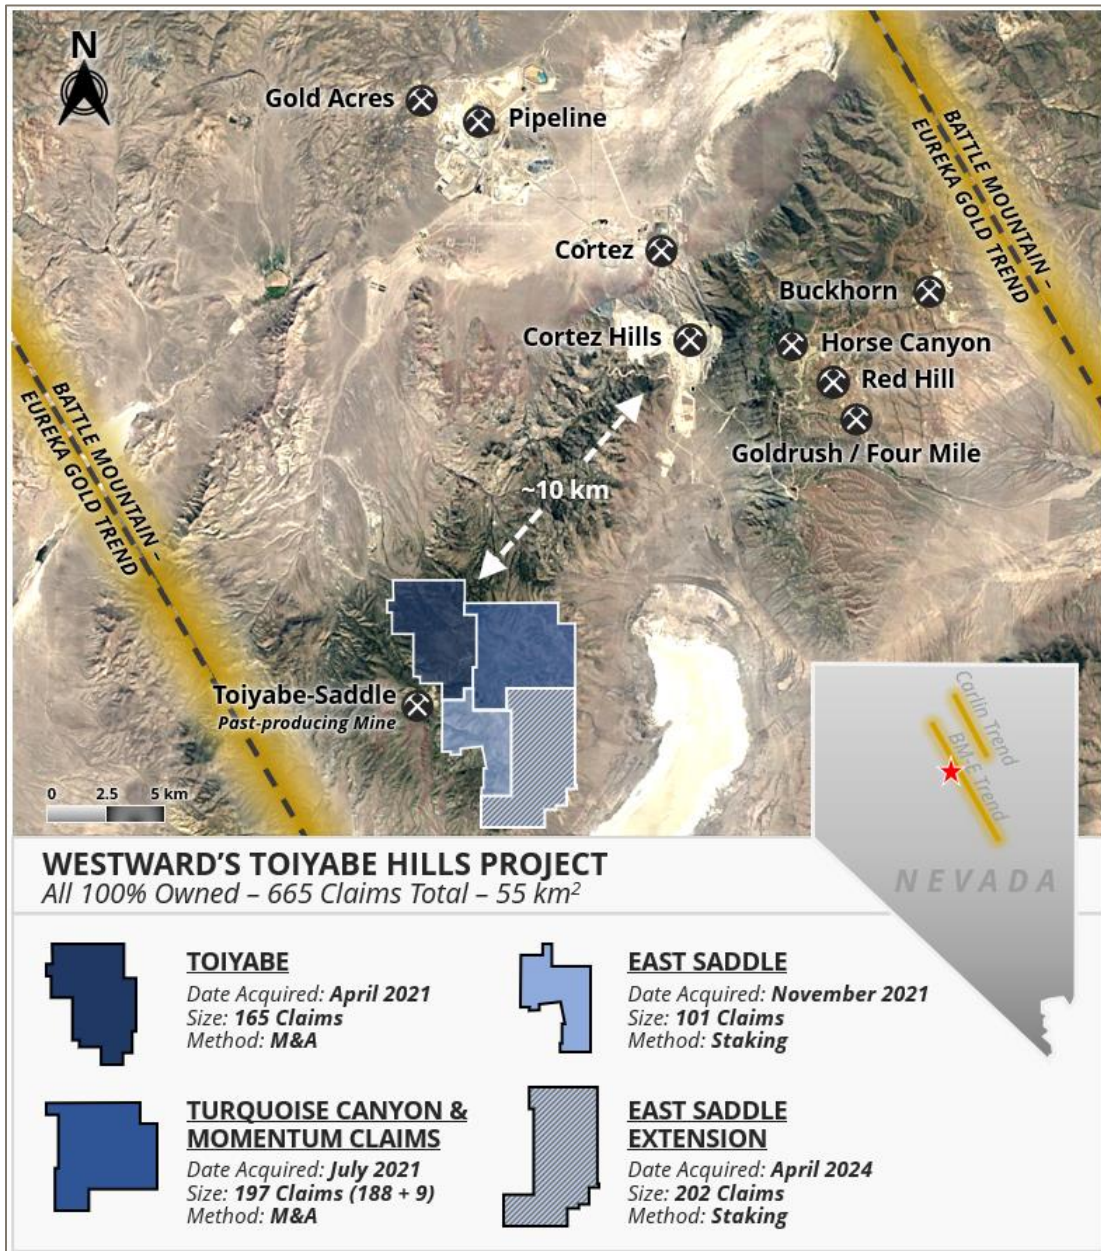 N
Gold Acres
Pipeline
BATTLE MOUNTAIN –
EUREKA GOLD TREND
Cortez
Buckhorn
Cortez Hills
Horse Canyon
Red Hill
Goldrush / Four Mile
~10 km
BATTLE MOUNTAIN –
EUREKA GOLD TREND
Toiyabe-Saddle
Past-producing Mine
0 2.5 5 km
Carlin Trend
BM-E Trend
NEVADA
WESTWARD'S TOIYABE HILLS PROJECT
All 100% Owned – 665 Claims Total – 55 km²
TOIYABE
Date Acquired: April 2021
Size: 165 Claims
Method: M&A
EAST SADDLE
Date Acquired: November 2021
Size: 101 Claims
Method: Staking
TURQUOISE CANYON &
MOMENTUM CLAIMS
Date Acquired: July 2021
Size: 197 Claims (188 + 9)
Method: M&A
EAST SADDLE
EXTENSION
Date Acquired: April 2024
Size: 202 Claims
Method: Staking